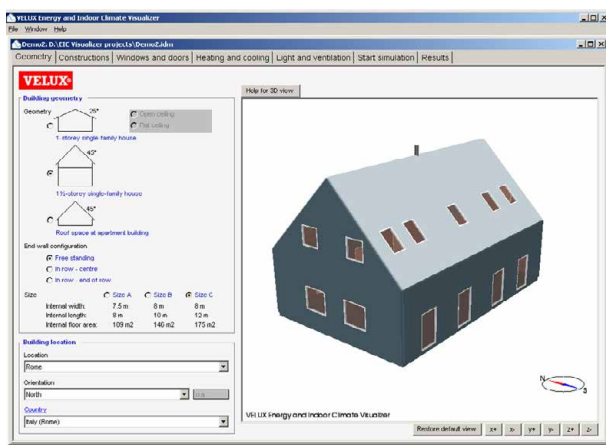 VELUX Energy and Indoor Climate Visualizer
File Window Help
Demo2. D:\EIC Visualizer projects\Demo2.idm
Geometry Constructions Windows and doors Heating and cooling Light and ventilation Start simulation Results
VELUX
Help for 3D view
Building geometry
Geometry
25°
Open ceiling
Flat ceiling
1-storey single family house
45°
1½-storey single-family house
45°
Roof space at apartment building
End wall configuration
Free standing
In row - centre
In row - end of row
Size Size A Size B Size C
Internal width: 7.5 m 8 m 8 m
Internal length: 9 m 10 m 12 m
Internal floor area: 109 m2 146 m2 175 m2
Building location
Location
Rome
Orientation
North
Country
Italy (Rome)
N
S
VELUX Energy and Indoor Climate Visualizer
Restore default view x+ x- y+ y- z+ z-